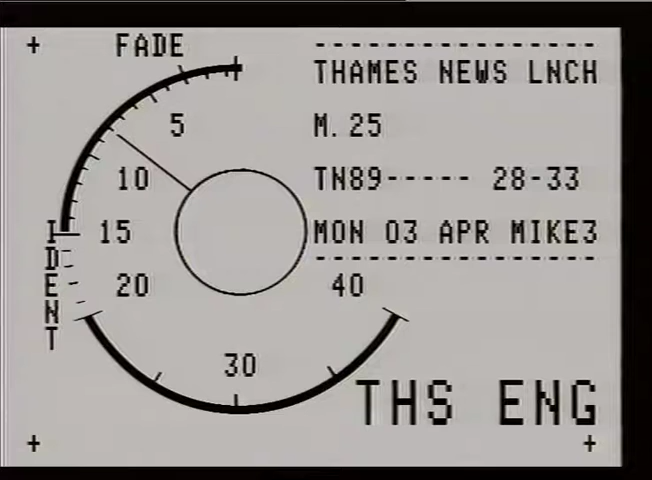 FADE
THAMES NEWS LNCH
M.25
TN89----- 28-33
MON 03 APR MIKE3
5
10
15
20
30
40
IDENT
THS ENG